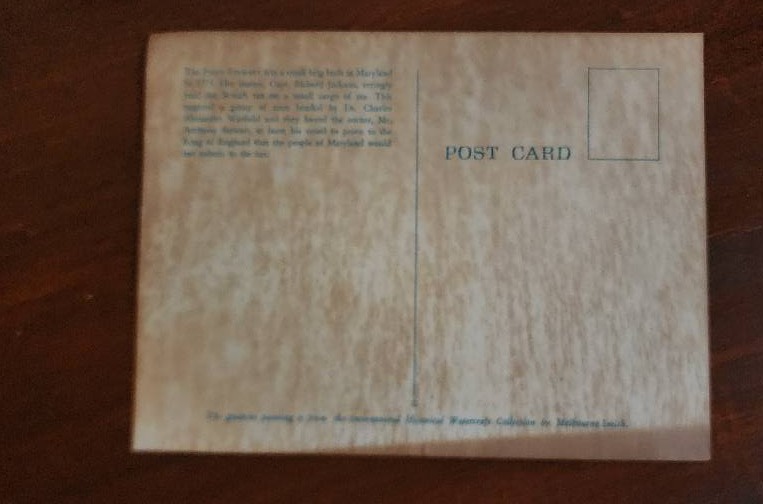 The Peggy Stewart was a small brig built in Maryland
in 1771. Her master, Capt. Richard Jackson, wrongly
paid the British tax on a small cargo of tea. This
angered a group of men headed by Dr. Charles
Alexander Warfield and they forced the owner, Mr.
Anthony Stewart, to burn his vessel to prove to the
King of England that the people of Maryland would
not submit to the tax.
POST CARD
The gouache painting is from the Historical Watercraft Collection by Melbourne Smith.